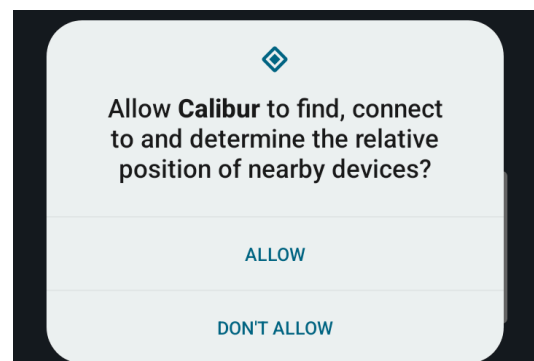 Allow Calibur to find, connect
to and determine the relative
position of nearby devices?
ALLOW
DON'T ALLOW